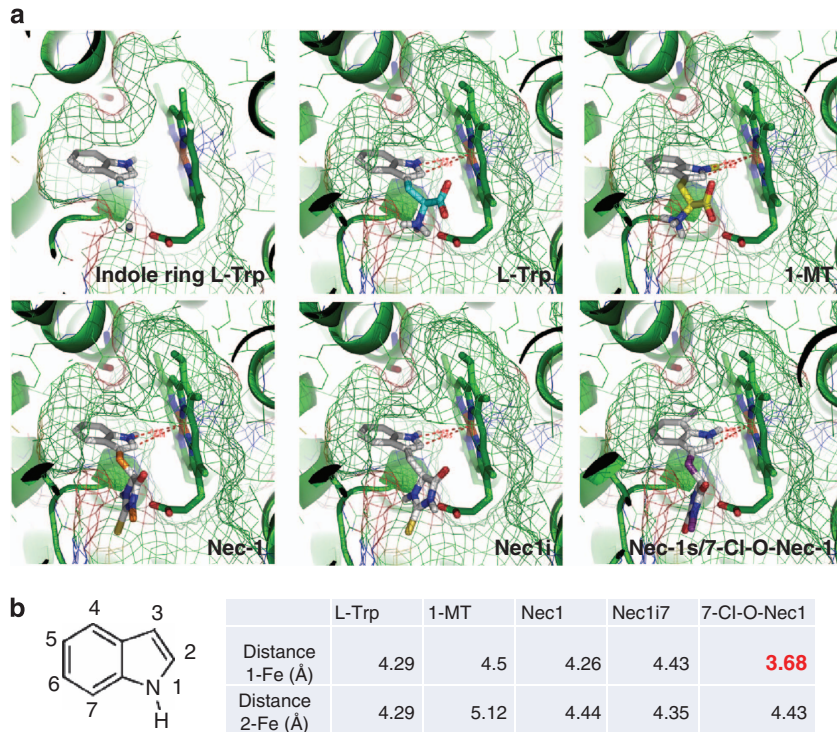 a
Indole ring L-Trp
L-Trp
1-MT
Nec-1
Nec1i
Nec-1s/7-Cl-O-Nec-1
b
4
3
5
2
6
1
7
N
H
L-Trp 1-MT Nec1 Nec1i7 7-Cl-O-Nec1
Distance
1-Fe (Å) 4.29 4.5 4.26 4.43 3.68
Distance
2-Fe (Å) 4.29 5.12 4.44 4.35 4.43